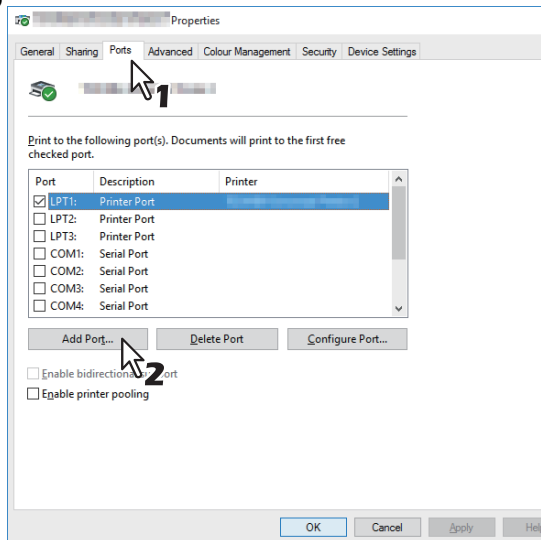 Properties
General Sharing Ports Advanced Colour Management Security Device Settings
1
Print to the following port(s). Documents will print to the first free
checked port.
Port Description Printer
LPT1: Printer Port
LPT2: Printer Port
LPT3: Printer Port
COM1: Serial Port
COM2: Serial Port
COM3: Serial Port
COM4: Serial Port
Add Port... Delete Port Configure Port...
2
Enable bidirectional
Enable printer pooling
OK Cancel Apply